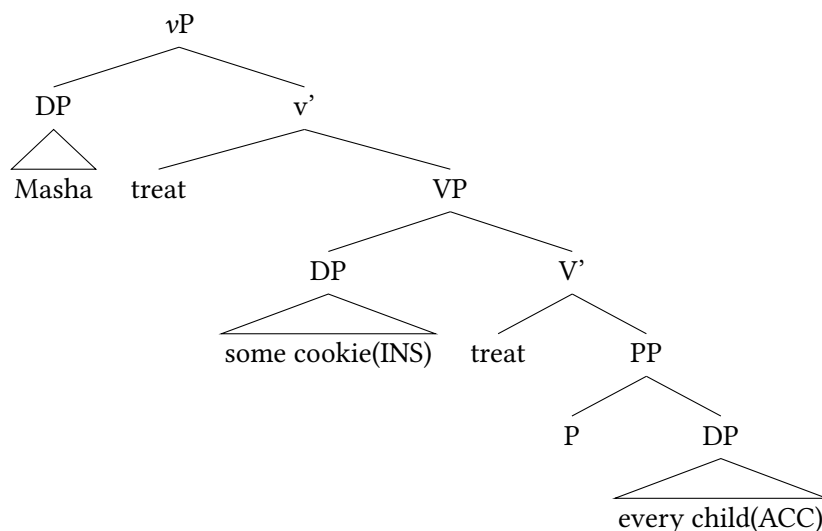 vP
DP v’
Masha treat VP
DP V’
some cookie(INS) treat PP
P DP
every child(ACC)